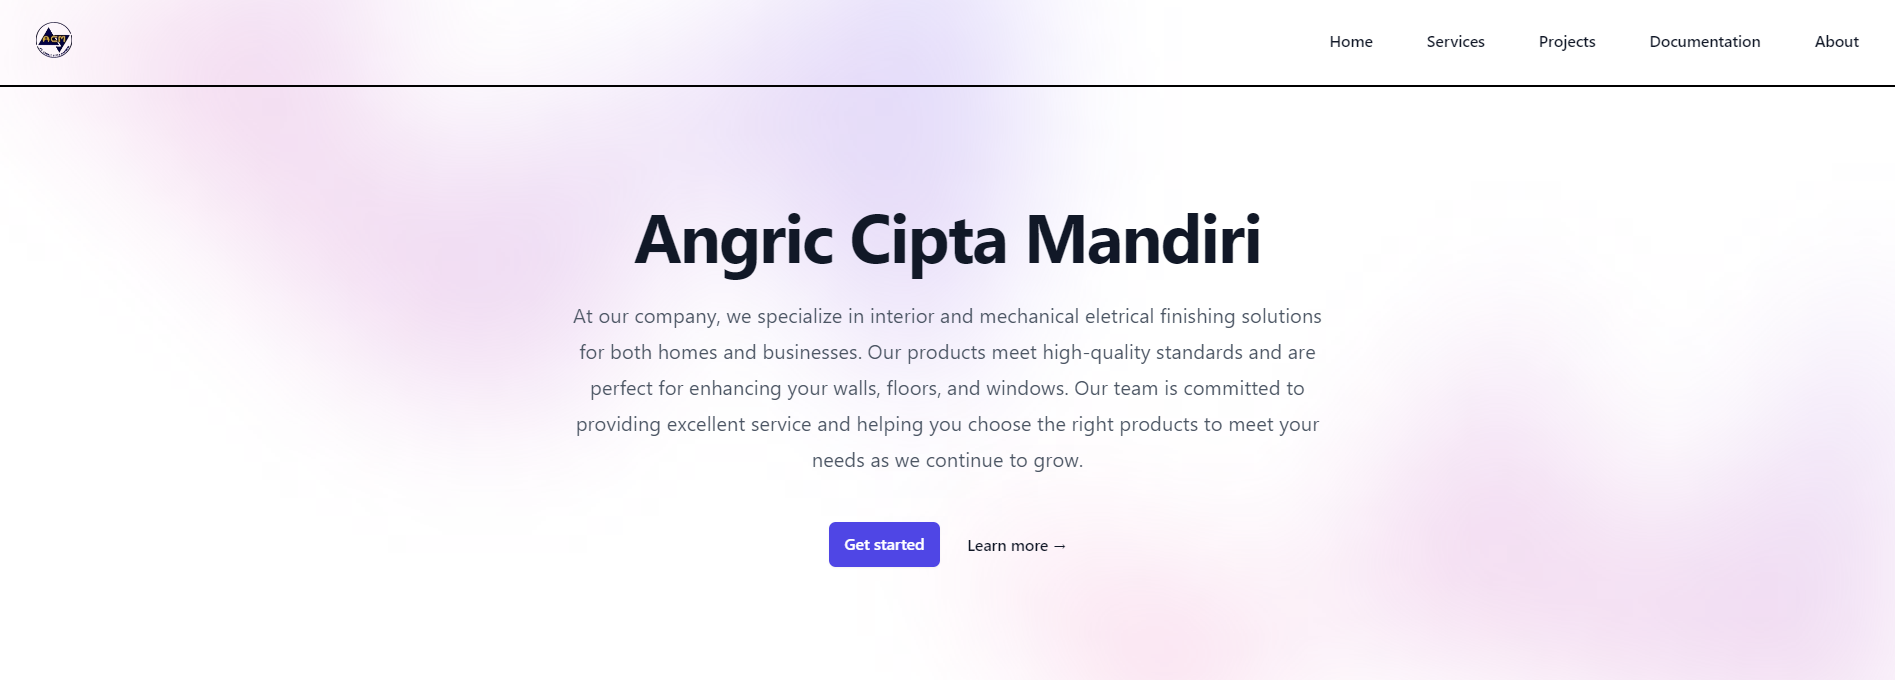 ACM
Home Services Projects Documentation About
Angric Cipta Mandiri
At our company, we specialize in interior and mechanical eletrical finishing solutions
for both homes and businesses. Our products meet high-quality standards and are
perfect for enhancing your walls, floors, and windows. Our team is committed to
providing excellent service and helping you choose the right products to meet your
needs as we continue to grow.
Get started Learn more →